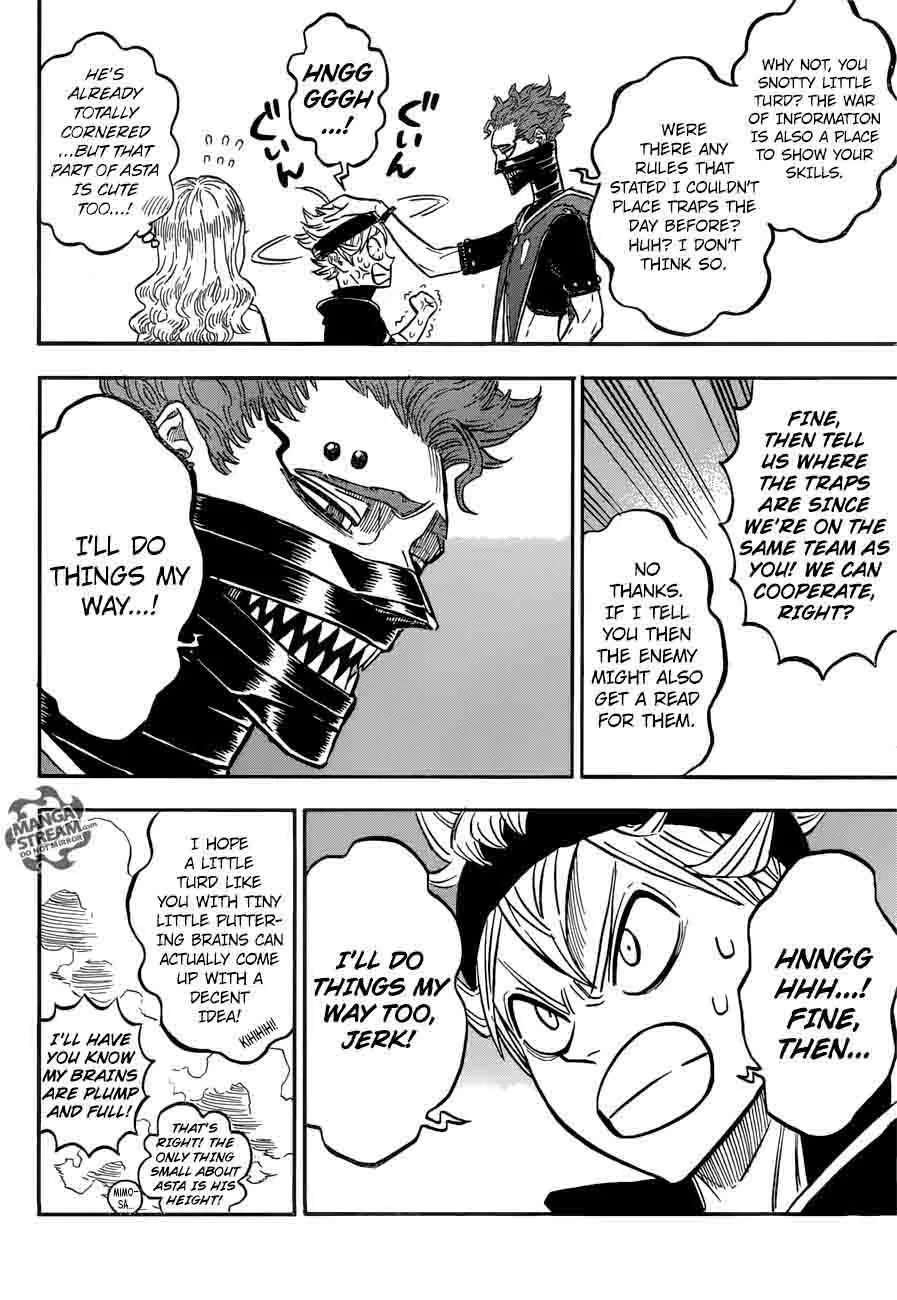 WHY NOT, YOU
SNOTTY LITTLE
TURD? THE WAR
OF INFORMATION
IS ALSO A PLACE
TO SHOW YOUR
SKILLS.
WERE
THERE ANY
RULES THAT
STATED I COULDN'T
PLACE TRAPS THE
DAY BEFORE?
HUH? I DON'T
THINK SO.
HNGG
GGGH
...!
ぐいん
ぐいん
HE'S
ALREADY
TOTALLY
CORNERED
...BUT THAT
PART OF ASTA
IS CUTE
TOO...!
FINE,
THEN TELL
US WHERE
THE TRAPS
ARE SINCE
WE'RE ON THE
SAME TEAM AS
YOU! WE CAN
COOPERATE,
RIGHT?
NO
THANKS.
IF I TELL
YOU THEN
THE ENEMY
MIGHT ALSO
GET A READ
FOR THEM.
I'LL DO
THINGS MY
WAY...!
HNNGG
HHH...!
FINE,
THEN...
I'LL DO
THINGS MY
WAY TOO,
JERK!
I HOPE
A LITTLE
TURD LIKE
YOU WITH TINY
LITTLE PUTTER-
ING BRAINS CAN
ACTUALLY COME
UP WITH A
DECENT
IDEA!
KIHIHIHI!
I'LL HAVE
YOU KNOW
MY BRAINS
ARE PLUMP
AND FULL!
THAT'S
RIGHT! THE
ONLY THING
SMALL ABOUT
ASTA IS HIS
HEIGHT!
MIMO-
SA...
MANGA
STREAM.com
DO NOT MIRROR!